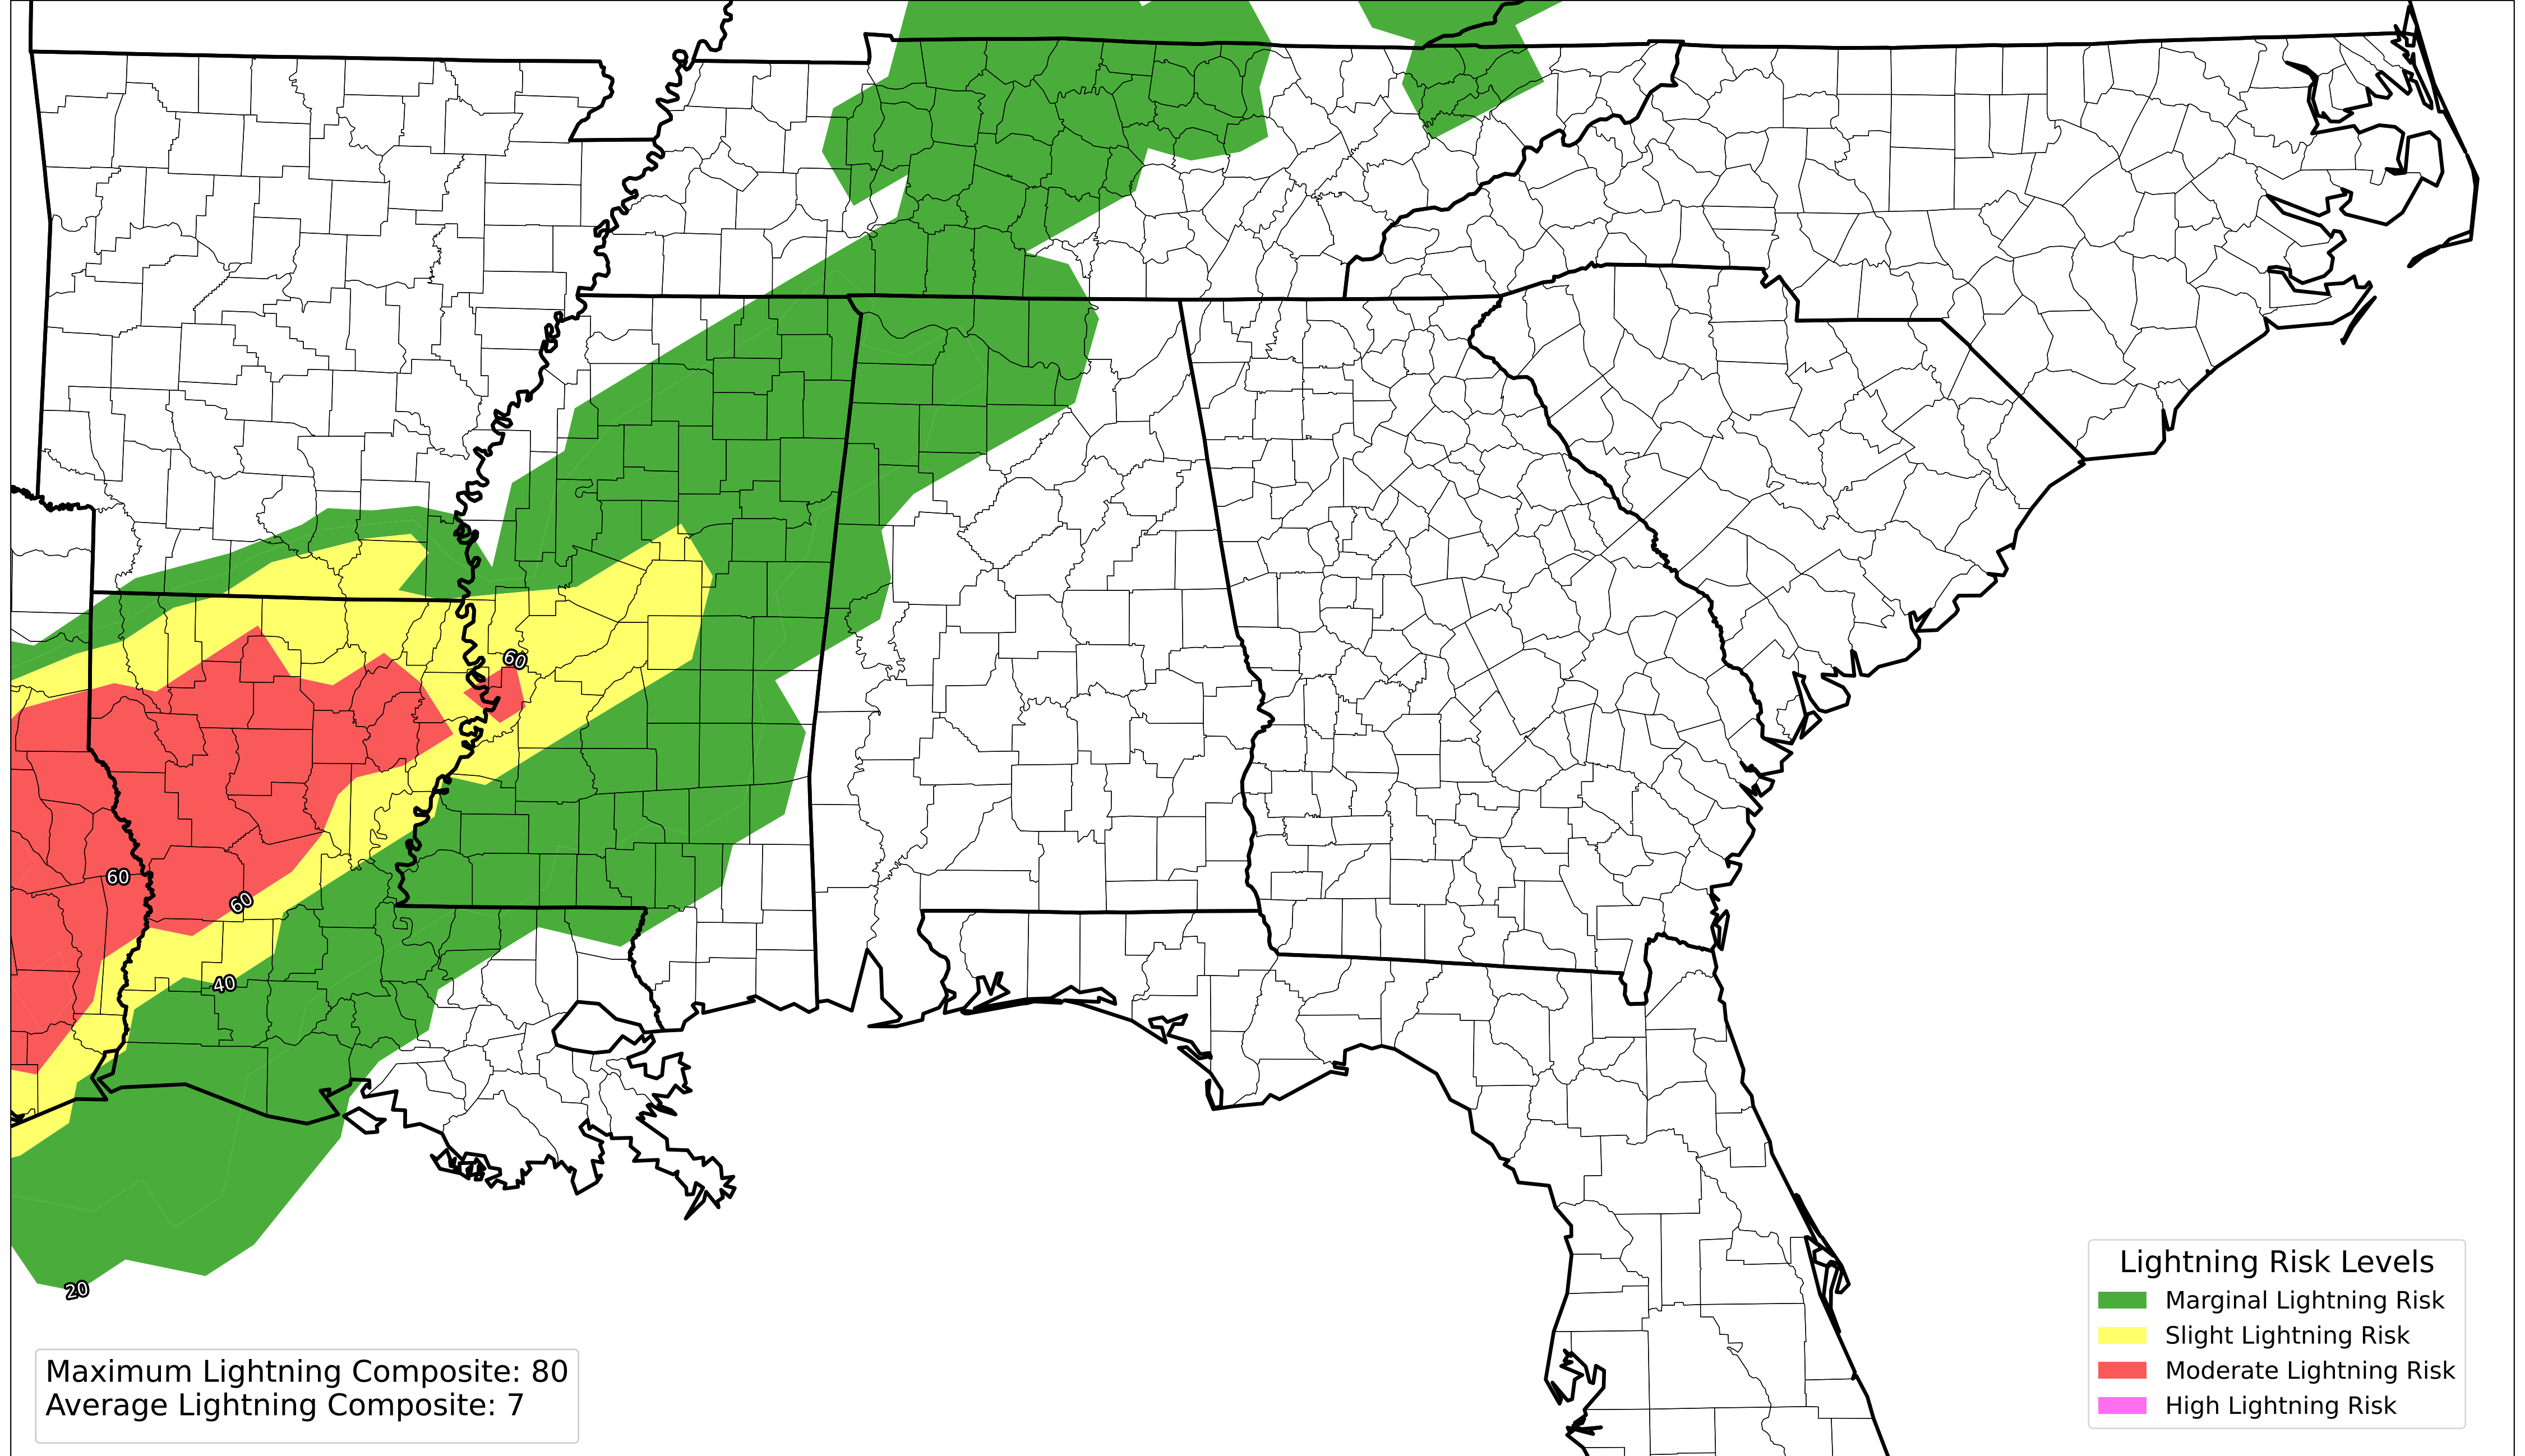 60
60
60
40
20
Maximum Lightning Composite: 80
Average Lightning Composite: 7
Lightning Risk Levels
Marginal Lightning Risk
Slight Lightning Risk
Moderate Lightning Risk
High Lightning Risk